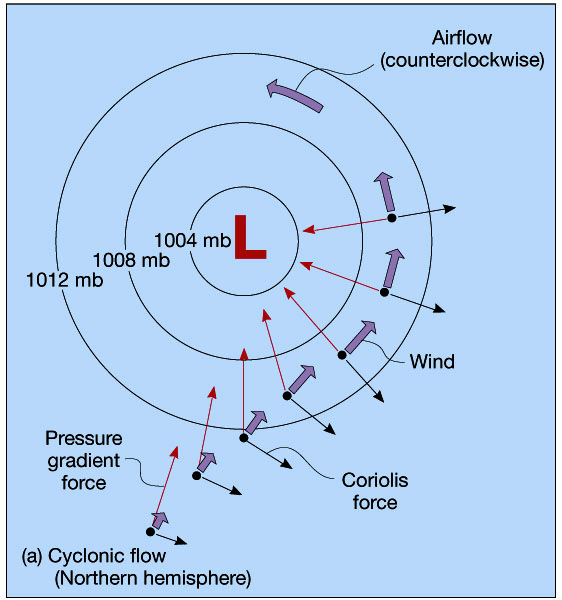 Airflow
(counterclockwise)
1004 mb
L
1008 mb
1012 mb
Wind
Pressure
gradient
force
Coriolis
force
(a) Cyclonic flow
(Northern hemisphere)